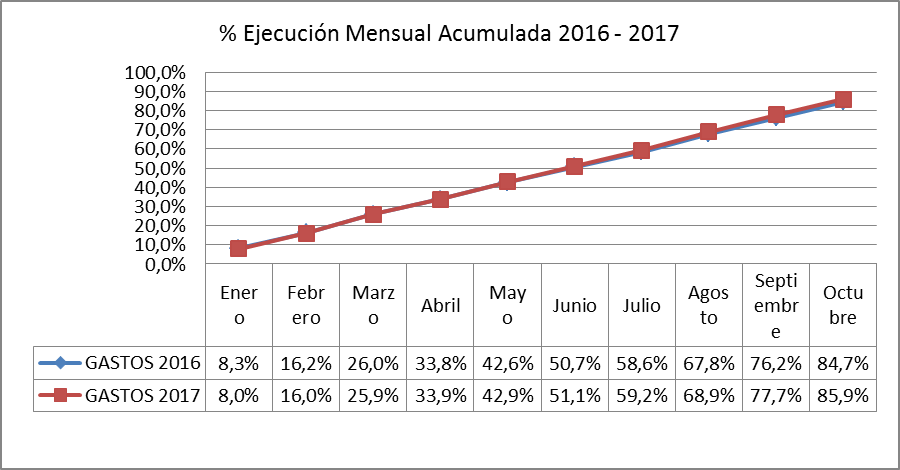 % Ejecución Mensual Acumulada 2016 - 2017
100,0%
90,0%
80,0%
70,0%
60,0%
50,0%
40,0%
30,0%
20,0%
10,0%
0,0%
Ener
o
Febr
ero
Marz
o
Abril
May
o
Junio
Julio
Agos
to
Septi
embr
e
Octu
bre
GASTOS 2016 8,3% 16,2% 26,0% 33,8% 42,6% 50,7% 58,6% 67,8% 76,2% 84,7%
GASTOS 2017 8,0% 16,0% 25,9% 33,9% 42,9% 51,1% 59,2% 68,9% 77,7% 85,9%